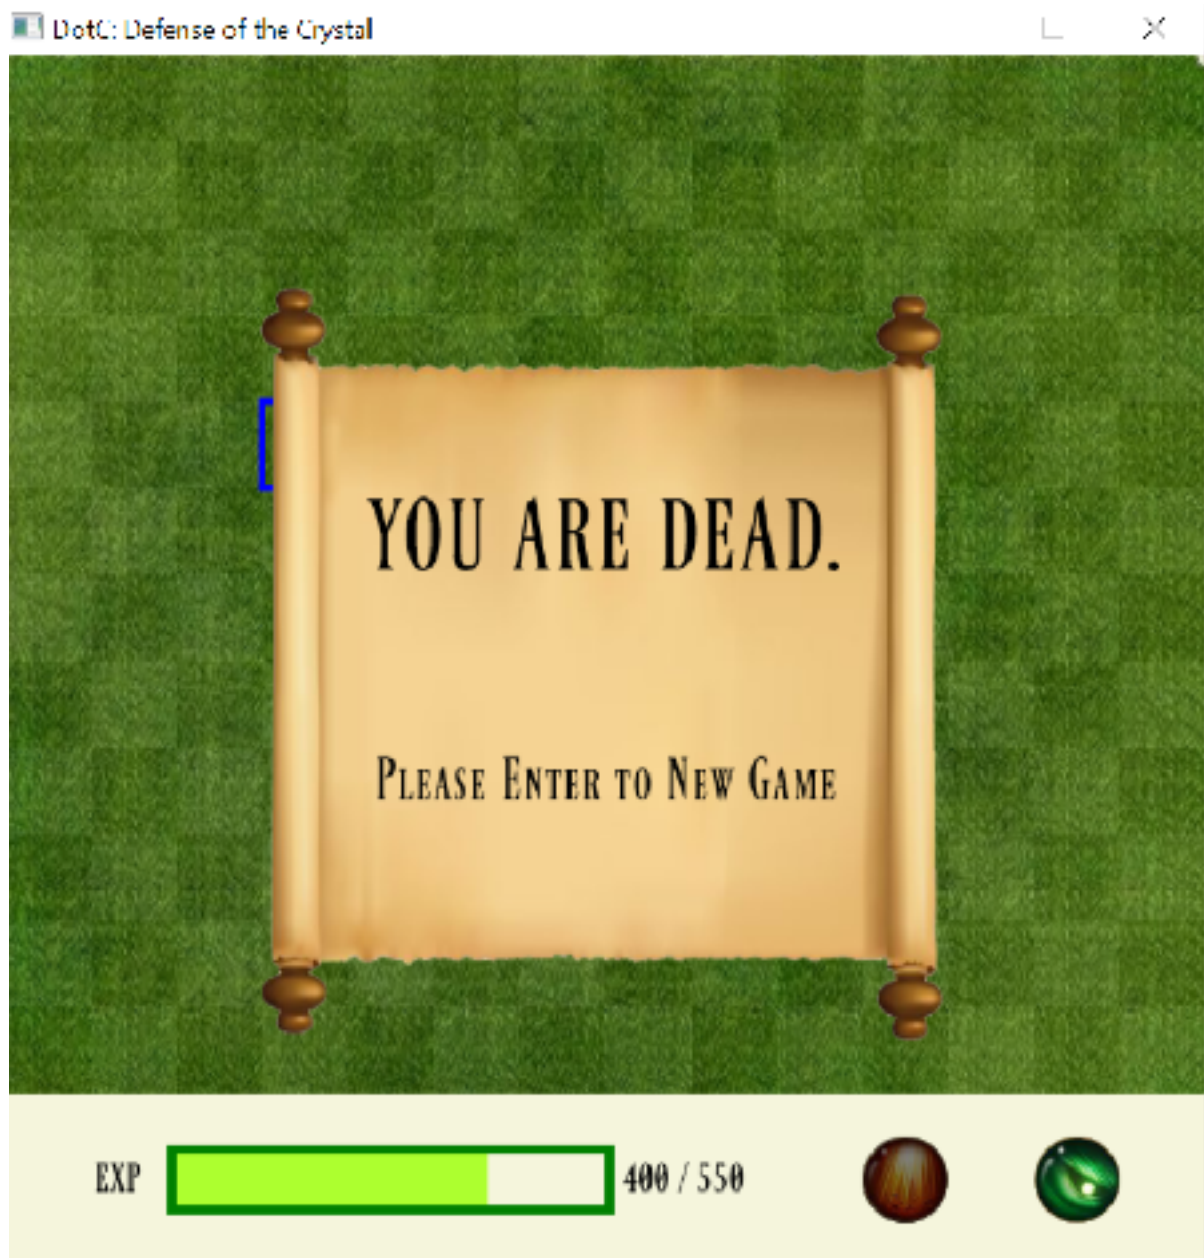 DotC: Defense of the Crystal
YOU ARE DEAD.
PLEASE ENTER TO NEW GAME
EXP 400 / 550